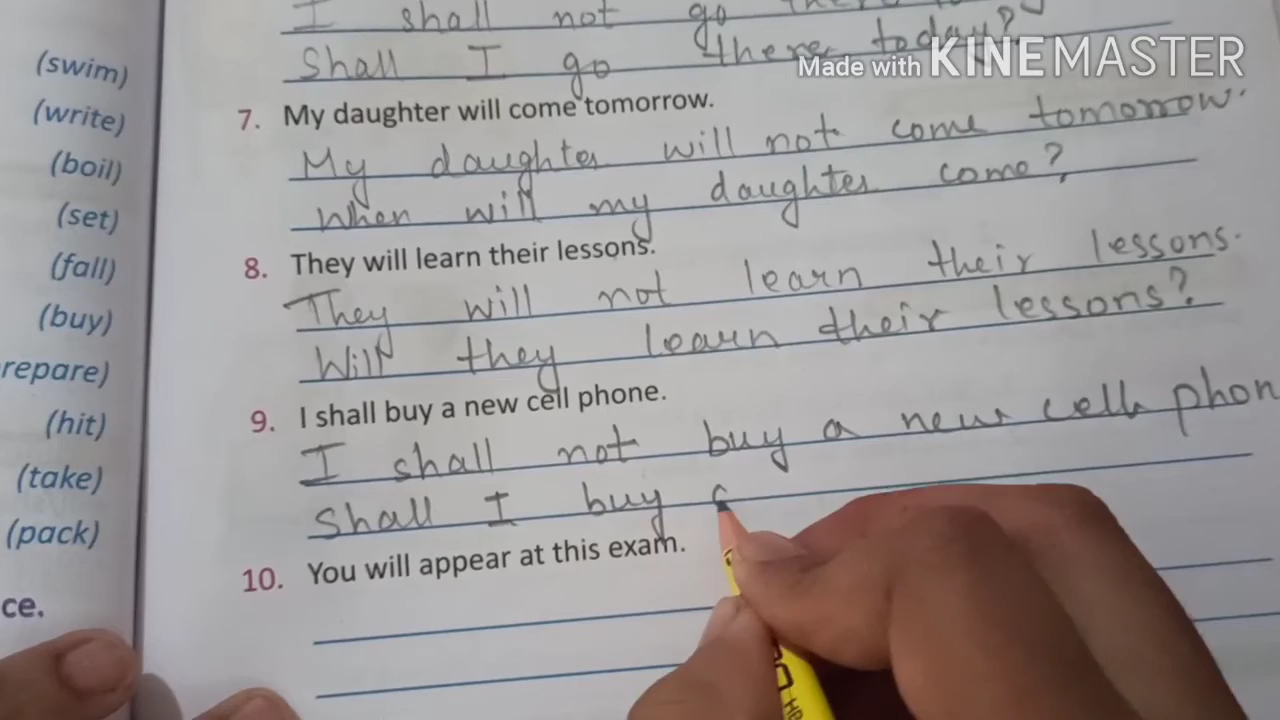 I shall not go
Shall I go there today?
Made with KINEMASTER
(swim)
(write)
(boil)
(set)
(fall)
(buy)
repare)
(hit)
(take)
(pack)
ce.
7. My daughter will come tomorrow.
My daughter will not come tomorrow.
When will my daughter come?
8. They will learn their lessons.
They will not learn their lessons.
Will they learn their lessons?
9. I shall buy a new cell phone.
I shall not buy a new cell phon
Shall I buy
10. You will appear at this exam.
HB